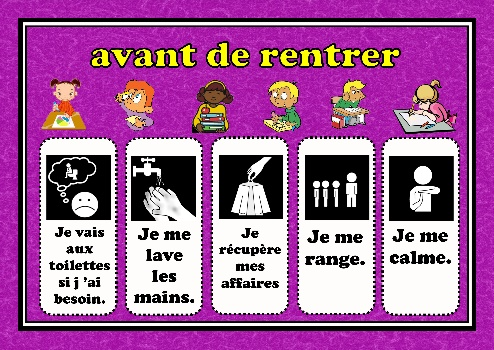 avant de rentrer
Je vais
aux
toilettes
si j 'ai
besoin.
Je me
lave
les
mains.
Je
récupère
mes
affaires
Je me
range.
Je me
calme.